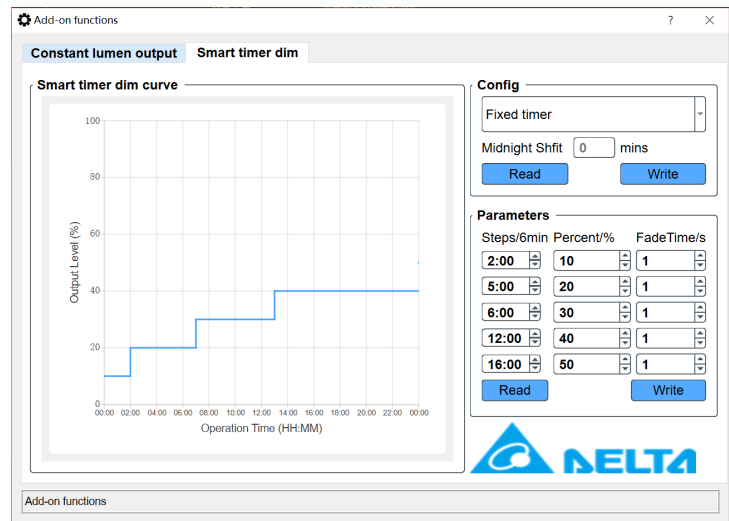 Add-on functions ?
Constant lumen output Smart timer dim
Smart timer dim curve
100
80
60
40
20
0
Output Level (%)
00:00 02:00 04:00 06:00 08:00 10:00 12:00 14:00 16:00 18:00 20:00 22:00 00:00
Operation Time (HH:MM)
Config
Fixed timer
Midnight Shfit 0 mins
Read Write
Parameters
Steps/6min Percent/% FadeTime/s
2:00 10 1
5:00 20 1
6:00 30 1
12:00 40 1
16:00 50 1
Read Write
DELTA
Add-on functions